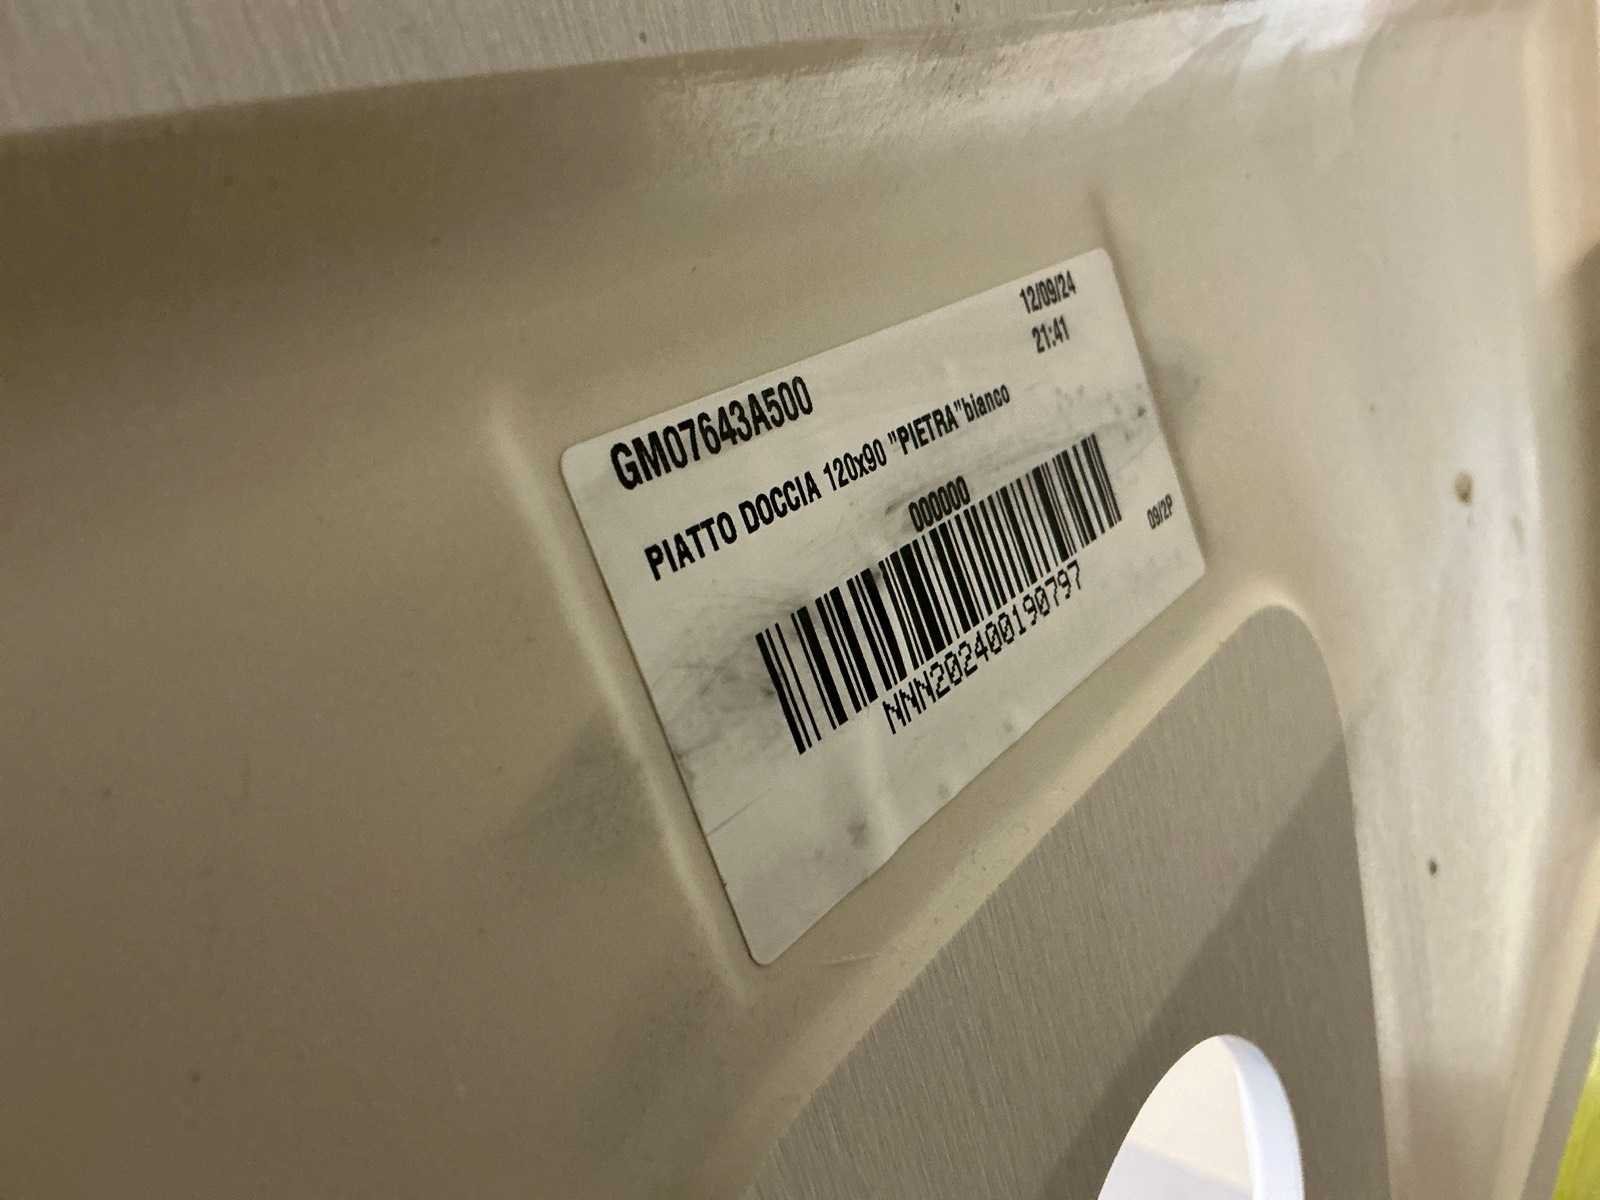 GM07643A500
12/09/24
21:41
PIATTO DOCCIA 120x90 "PIETRA"bianco
000000
09/2P
NNN202400190797